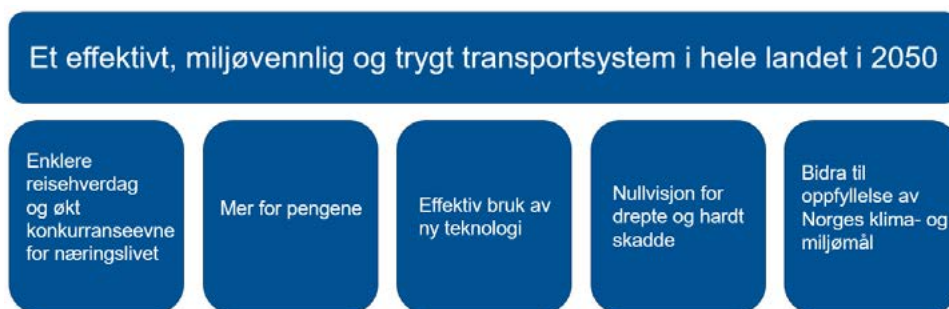 Et effektivt, miljøvennlig og trygt transportsystem i hele landet i 2050
Enklere
reisehverdag
og økt
konkurranseevne
for næringslivet
Mer for pengene
Effektiv bruk av
ny teknologi
Nullvisjon for
drepte og hardt
skadde
Bidra til
oppfyllelse av
Norges klima- og
miljømål